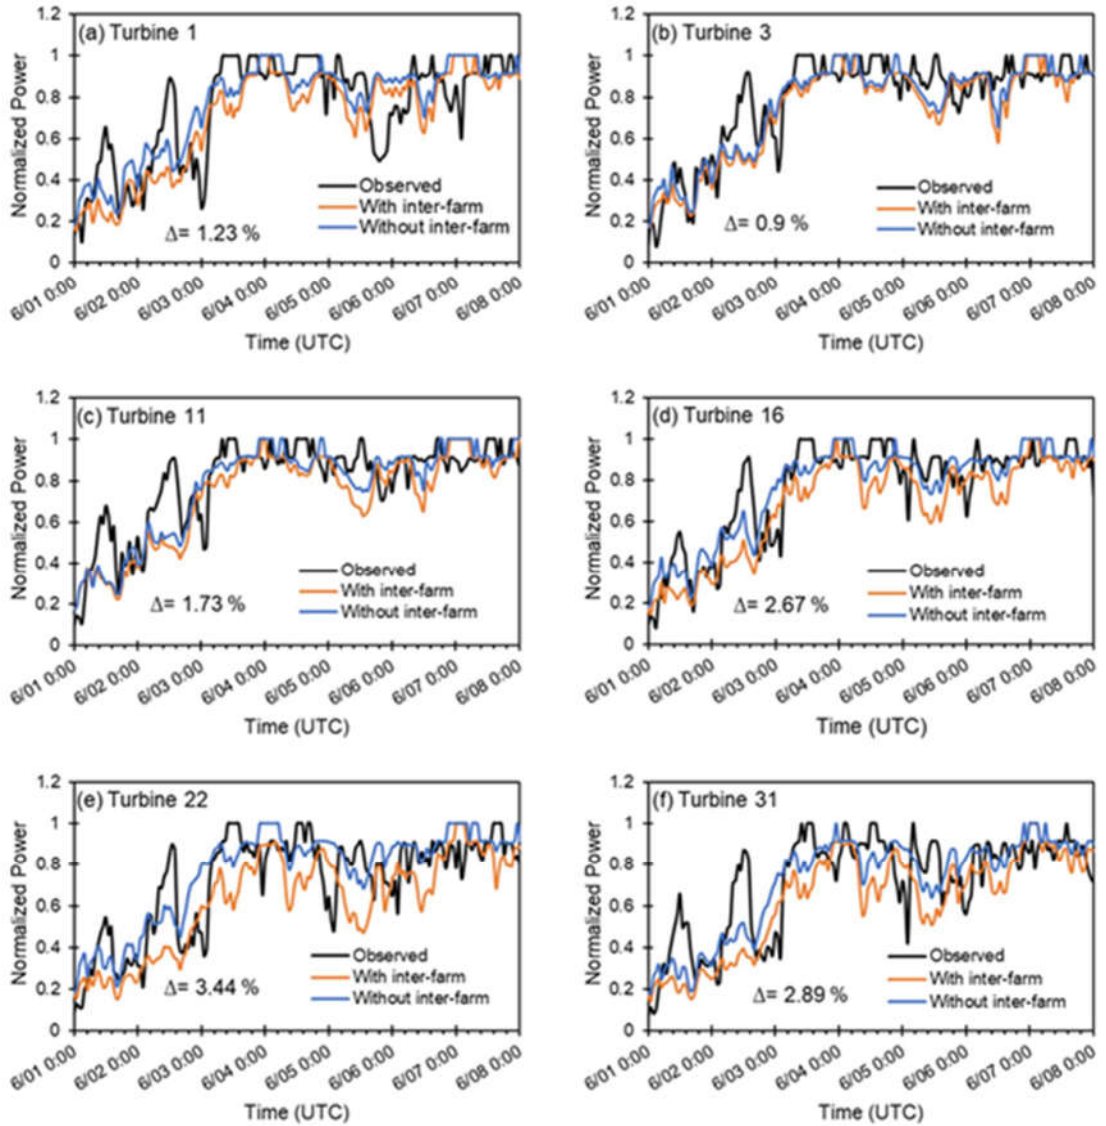 (a) Turbine 1
1.2
1
0.8
0.6
0.4
0.2
0
Normalized Power
Observed
With inter-farm
Without inter-farm
Δ= 1.23 %
6/01 0:00
6/02 0:00
6/03 0:00
6/04 0:00
6/05 0:00
6/06 0:00
6/07 0:00
6/08 0:00
Time (UTC)
(b) Turbine 3
1.2
1
0.8
0.6
0.4
0.2
0
Normalized Power
Observed
With inter-farm
Without inter-farm
Δ= 0.9 %
6/01 0:00
6/02 0:00
6/03 0:00
6/04 0:00
6/05 0:00
6/06 0:00
6/07 0:00
6/08 0:00
Time (UTC)
(c) Turbine 11
1.2
1
0.8
0.6
0.4
0.2
0
Normalized Power
Observed
With inter-farm
Without inter-farm
Δ= 1.73 %
6/01 0:00
6/02 0:00
6/03 0:00
6/04 0:00
6/05 0:00
6/06 0:00
6/07 0:00
6/08 0:00
Time (UTC)
(d) Turbine 16
1.2
1
0.8
0.6
0.4
0.2
0
Normalized Power
Observed
With inter-farm
Without inter-farm
Δ= 2.67 %
6/01 0:00
6/02 0:00
6/03 0:00
6/04 0:00
6/05 0:00
6/06 0:00
6/07 0:00
6/08 0:00
Time (UTC)
(e) Turbine 22
1.2
1
0.8
0.6
0.4
0.2
0
Normalized Power
Observed
With inter-farm
Without inter-farm
Δ= 3.44 %
6/01 0:00
6/02 0:00
6/03 0:00
6/04 0:00
6/05 0:00
6/06 0:00
6/07 0:00
6/08 0:00
Time (UTC)
(f) Turbine 31
1.2
1
0.8
0.6
0.4
0.2
0
Normalized Power
Observed
With inter-farm
Without inter-farm
Δ= 2.89 %
6/01 0:00
6/02 0:00
6/03 0:00
6/04 0:00
6/05 0:00
6/06 0:00
6/07 0:00
6/08 0:00
Time (UTC)